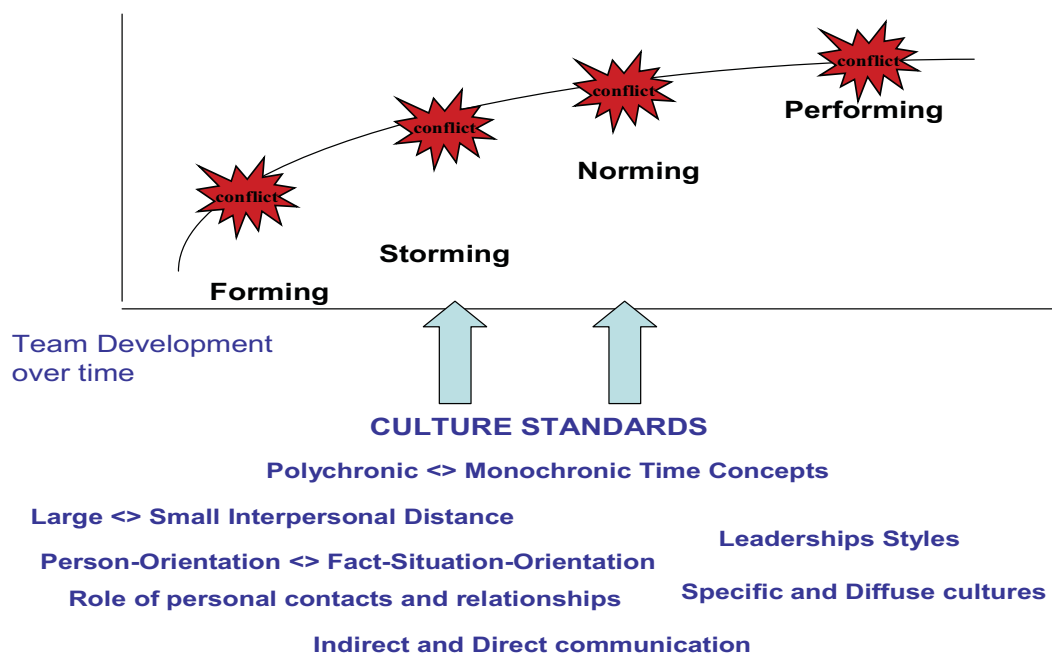 conflict
conflict
conflict
conflict
Performing
Norming
Storming
Forming
Team Development
over time
CULTURE STANDARDS
Polychronic <> Monochronic Time Concepts
Large <> Small Interpersonal Distance
Leaderships Styles
Person-Orientation <> Fact-Situation-Orientation
Specific and Diffuse cultures
Role of personal contacts and relationships
Indirect and Direct communication